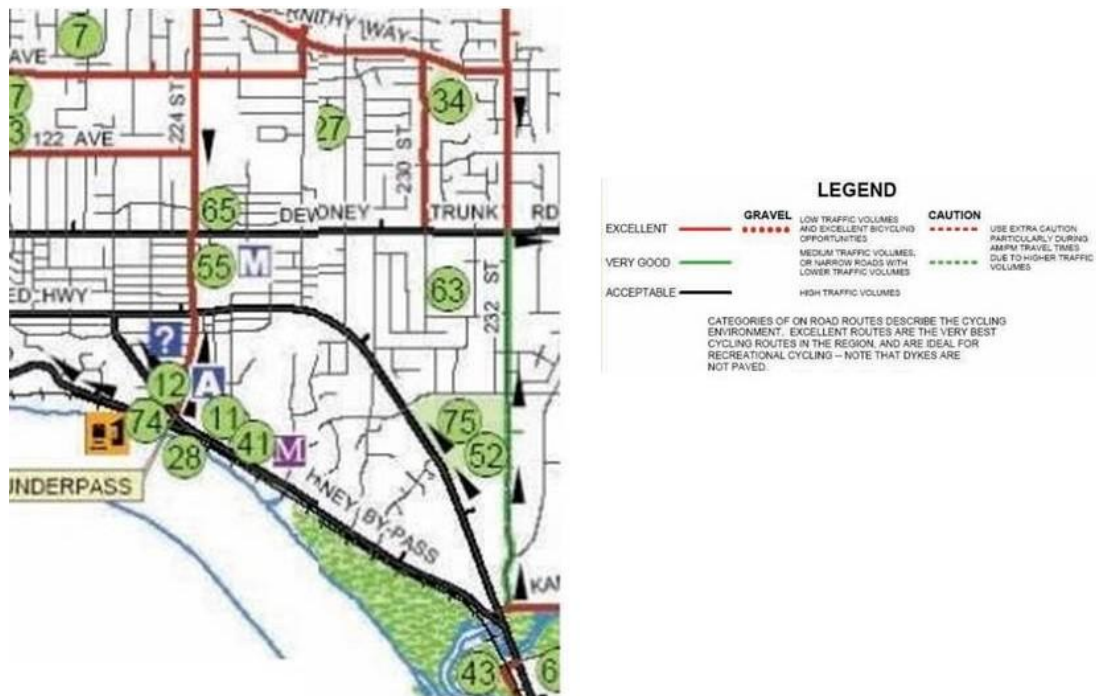 7
AVE
7
3
122 AVE
224 ST
WAY
34
27
230 ST
65
DEWDNEY
TRUNK
RD
55
M
63
232 ST
ED HWY
?
12
A
74
11
41
M
28
75
52
UNDERPASS
HNEY BY-PASS
KAN
43
6
LEGEND
EXCELLENT
GRAVEL
LOW TRAFFIC VOLUMES
AND EXCELLENT BICYCLING
OPPORTUNITIES
CAUTION
USE EXTRA CAUTION
PARTICULARLY DURING
AM/PM TRAVEL TIMES
DUE TO HIGHER TRAFFIC
VOLUMES
VERY GOOD
MEDIUM TRAFFIC VOLUMES,
OR NARROW ROADS WITH
LOWER TRAFFIC VOLUMES
ACCEPTABLE
HIGH TRAFFIC VOLUMES
CATEGORIES OF ON ROAD ROUTES DESCRIBE THE CYCLING
ENVIRONMENT. EXCELLENT ROUTES ARE THE VERY BEST
CYCLING ROUTES IN THE REGION, AND ARE IDEAL FOR
RECREATIONAL CYCLING – NOTE THAT DYKES ARE
NOT PAVED.